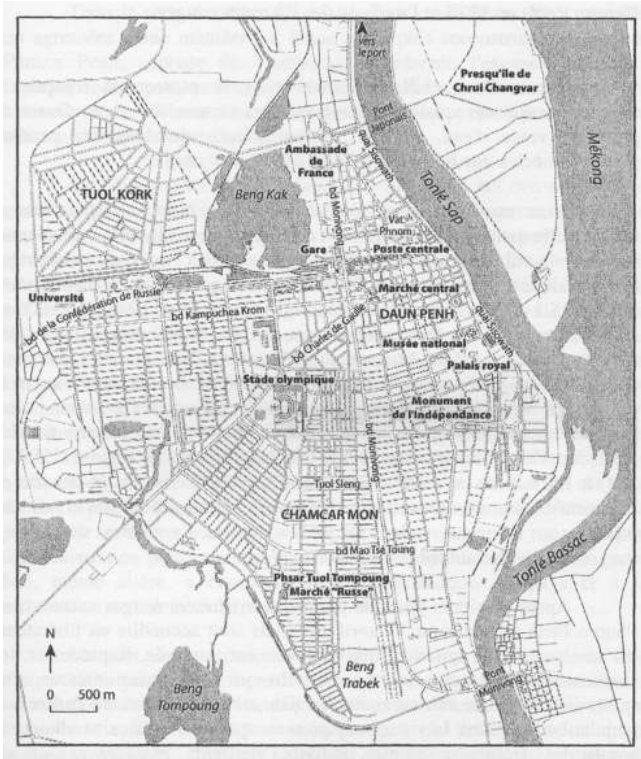 vers
le port
Presqu'île de
Chrui Changvar
Pont
Japonais
Mékong
quai Sisowath
Ambassade
de
France
Tonlé Sap
TUOL KORK
Beng Kak
bd Monivong
Vat
Phnom
Gare
Poste centrale
Université
bd de la Confédération de Russie
bd Kampuchea Krom
Marché central
bd Charles de Gaulle
DAUN PENH
quai Sisowath
Musée national
Palais royal
Stade olympique
Monument
de l'Indépendance
bd Monivong
Tuol Sleng
CHAMCAR MON
bd Mao Tsé Toung
Tonlé Bassac
Phsar Tuol Tompoung
Marché "Russe"
N
0 500 m
Beng
Trabek
Pont
Monivong
Beng
Tompoung